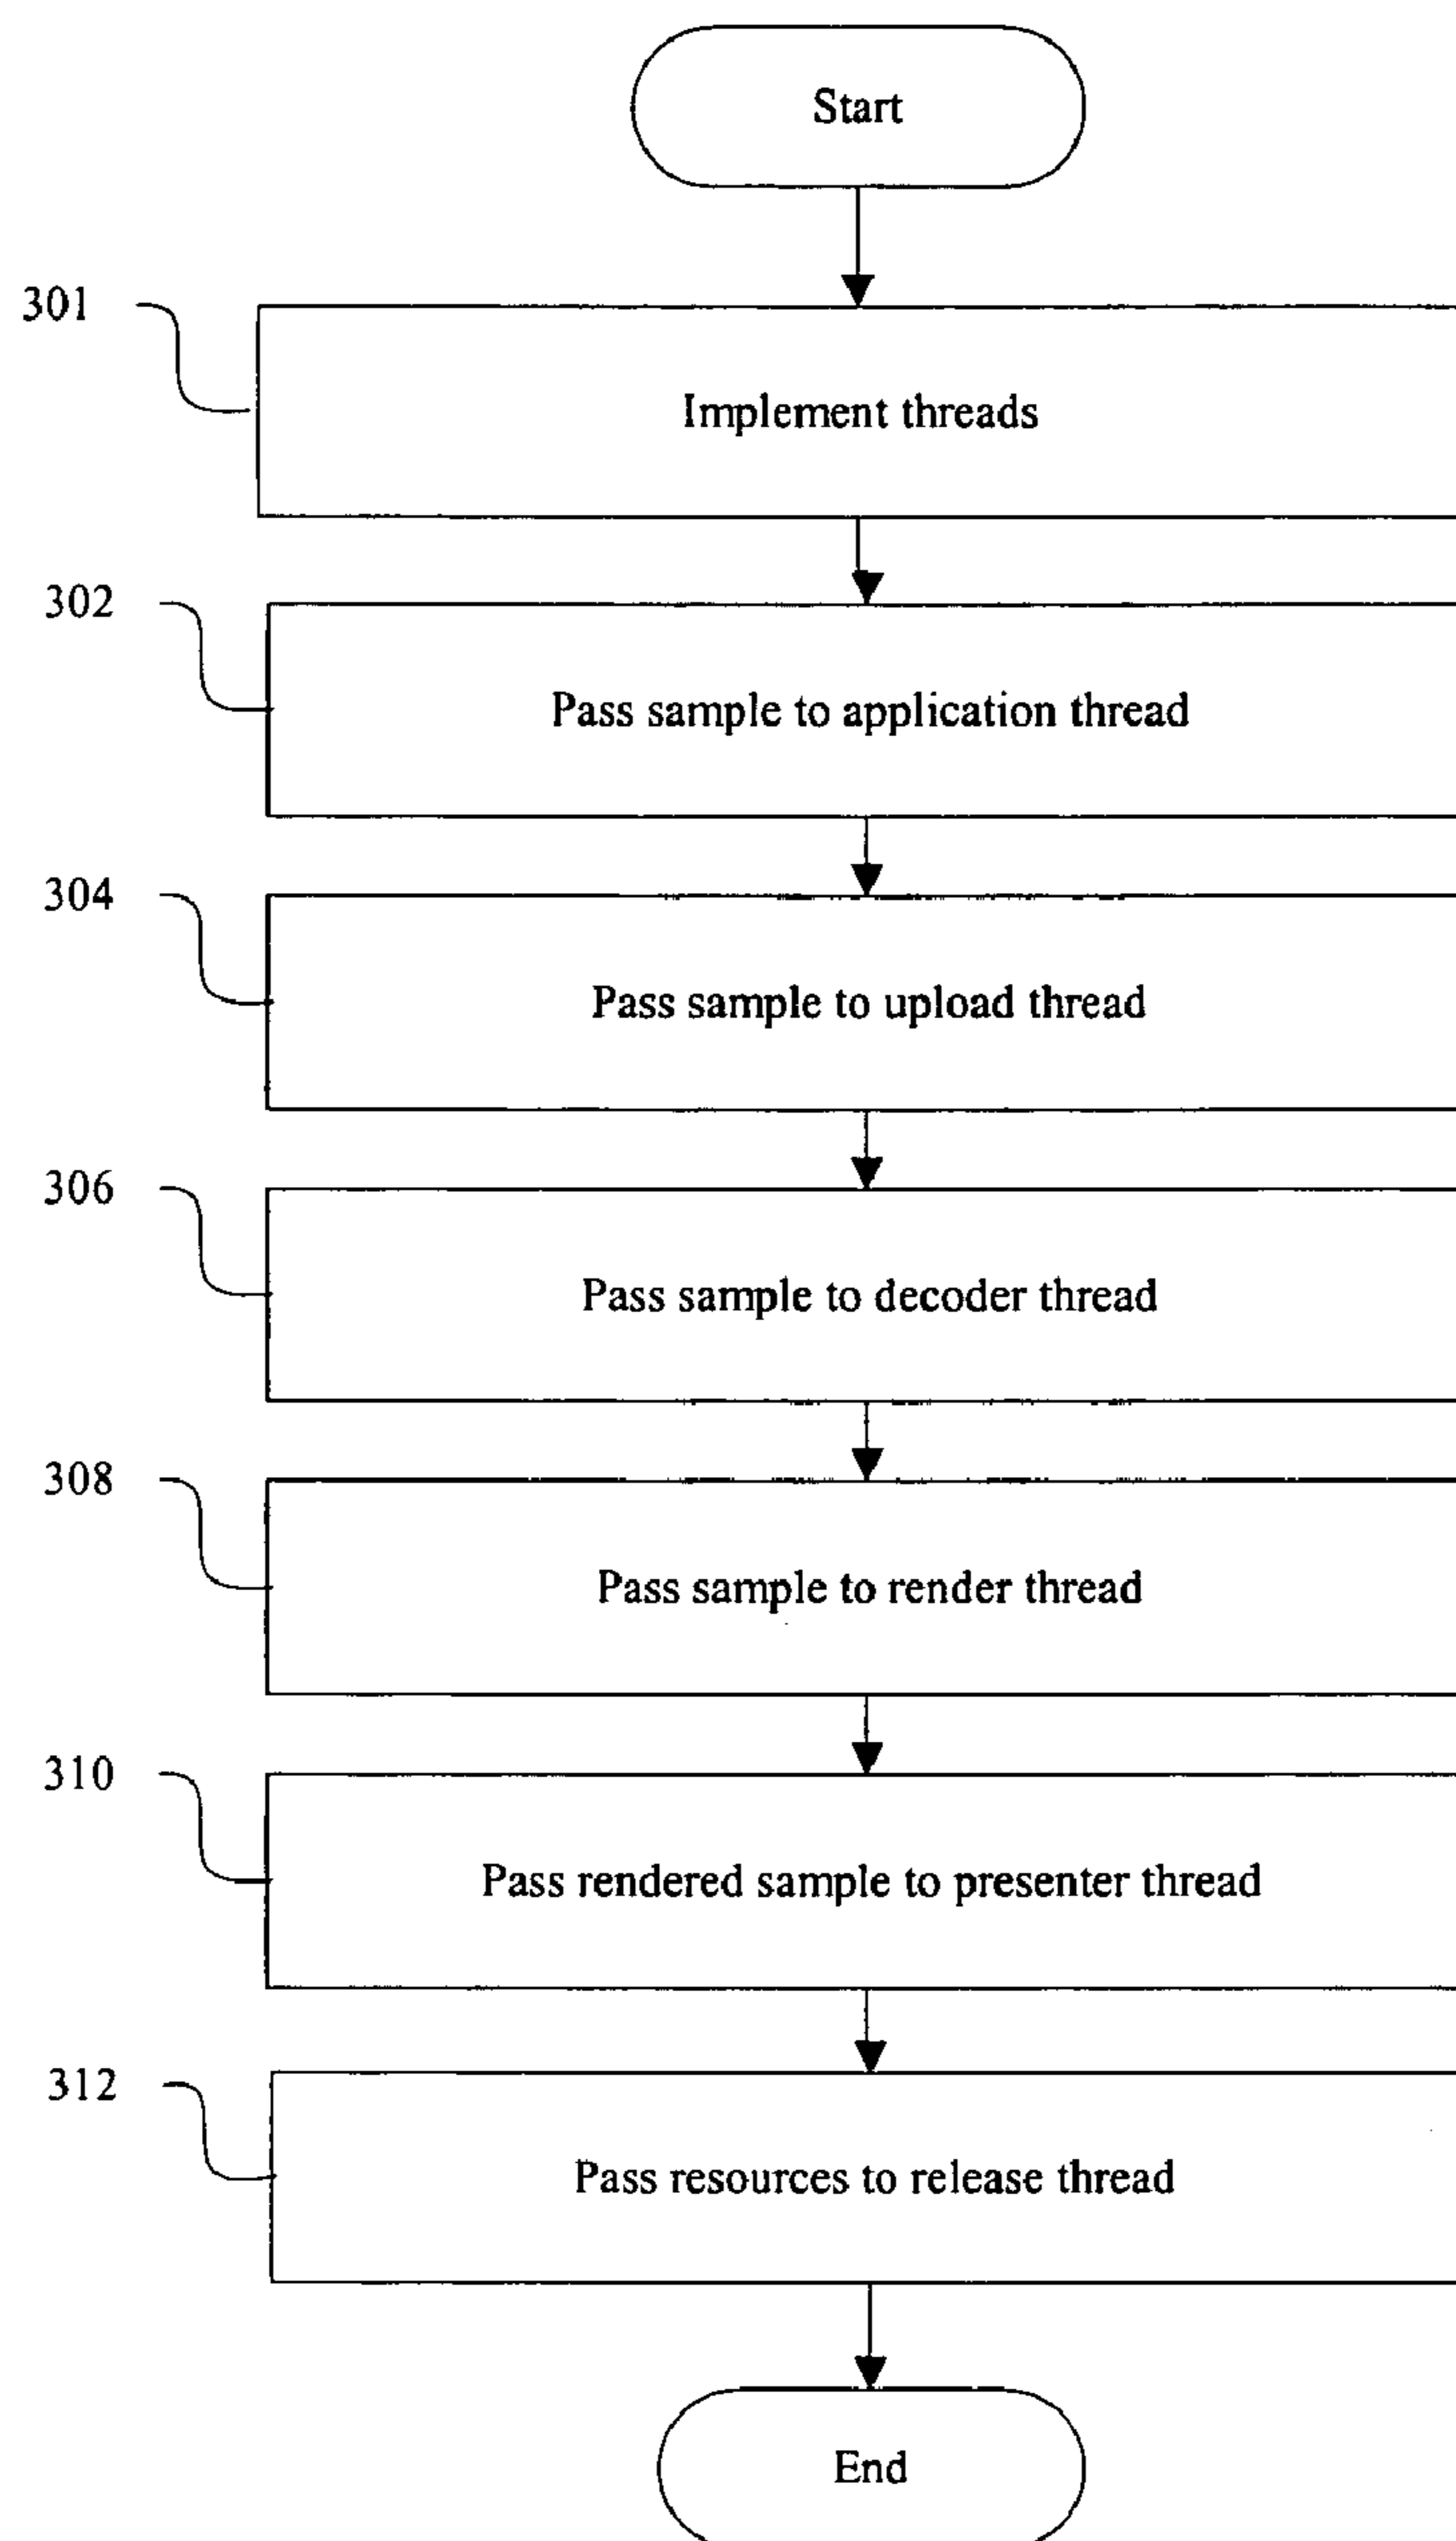 Start
301
Implement threads
302
Pass sample to application thread
304
Pass sample to upload thread
306
Pass sample to decoder thread
308
Pass sample to render thread
310
Pass rendered sample to presenter thread
312
Pass resources to release thread
End